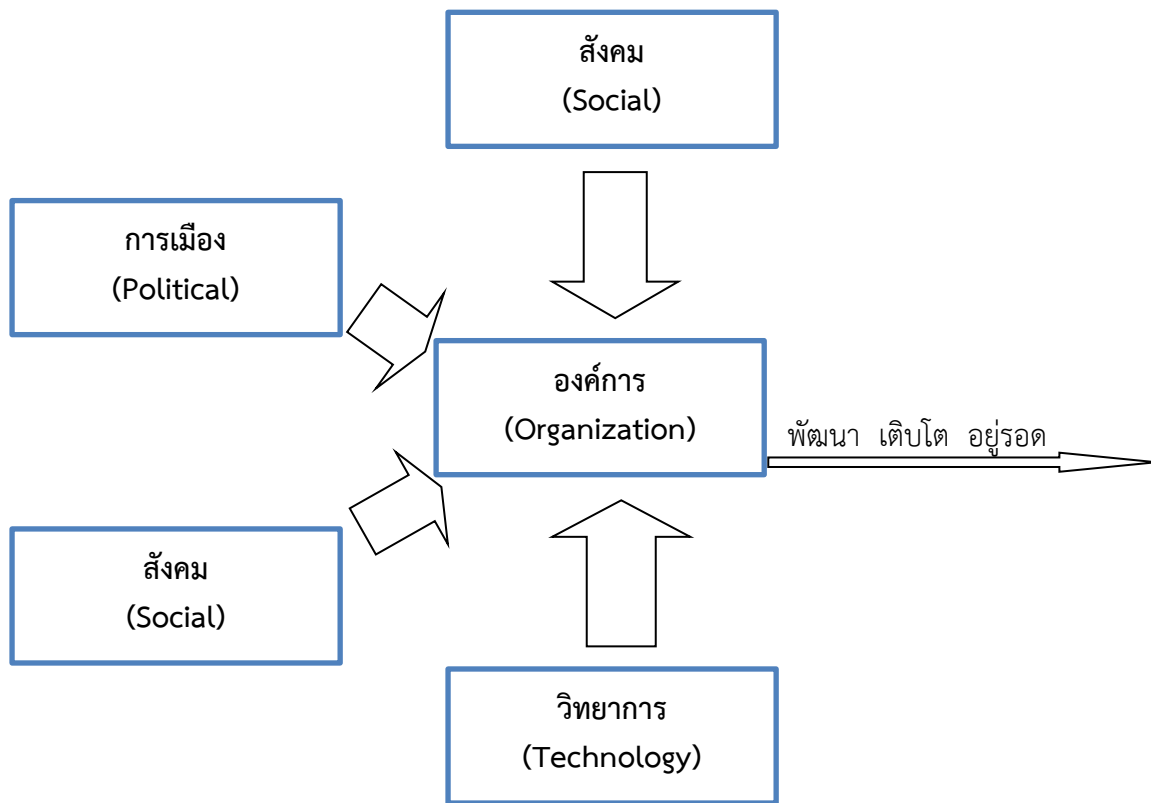 สังคม
(Social)
การเมือง
(Political)
องค์การ
(Organization)
พัฒนา เติบโต อยู่รอด
สังคม
(Social)
วิทยาการ
(Technology)